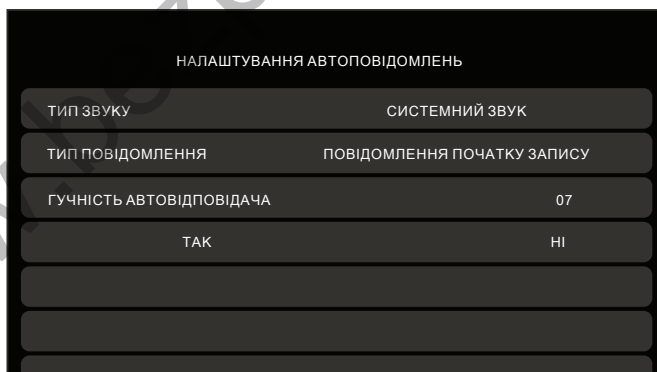 НАЛАШТУВАННЯ АВТОПОВІДОМЛЕНЬ
ТИП ЗВУКУ СИСТЕМНИЙ ЗВУК
ТИП ПОВІДОМЛЕННЯ ПОВІДОМЛЕННЯ ПОЧАТКУ ЗАПИСУ
ГУЧНІСТЬ АВТОВІДПОВІДАЧА 07
ТАК НІ